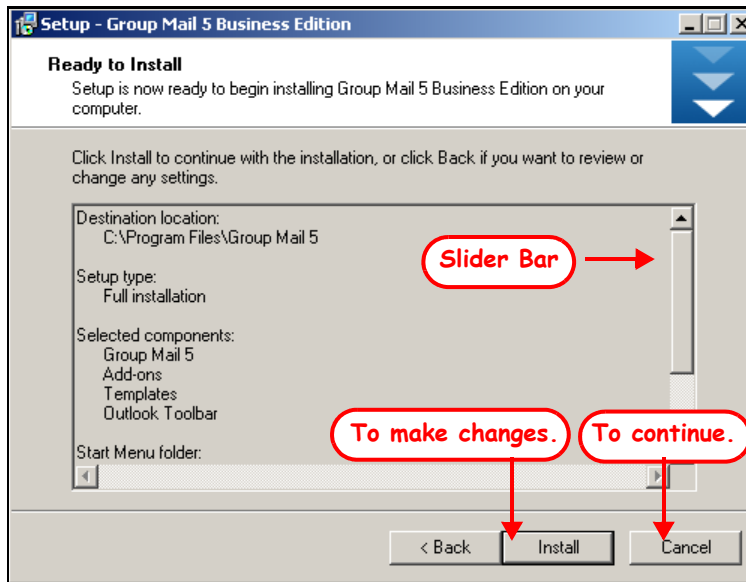 Setup - Group Mail 5 Business Edition
Ready to Install
Setup is now ready to begin installing Group Mail 5 Business Edition on your
computer.
Click Install to continue with the installation, or click Back if you want to review or
change any settings.
Destination location:
C:\Program Files\Group Mail 5
Slider Bar
Setup type:
Full installation
Selected components:
Group Mail 5
Add-ons
Templates
Outlook Toolbar
To make changes.
To continue.
Start Menu folder:
< Back
Install
Cancel